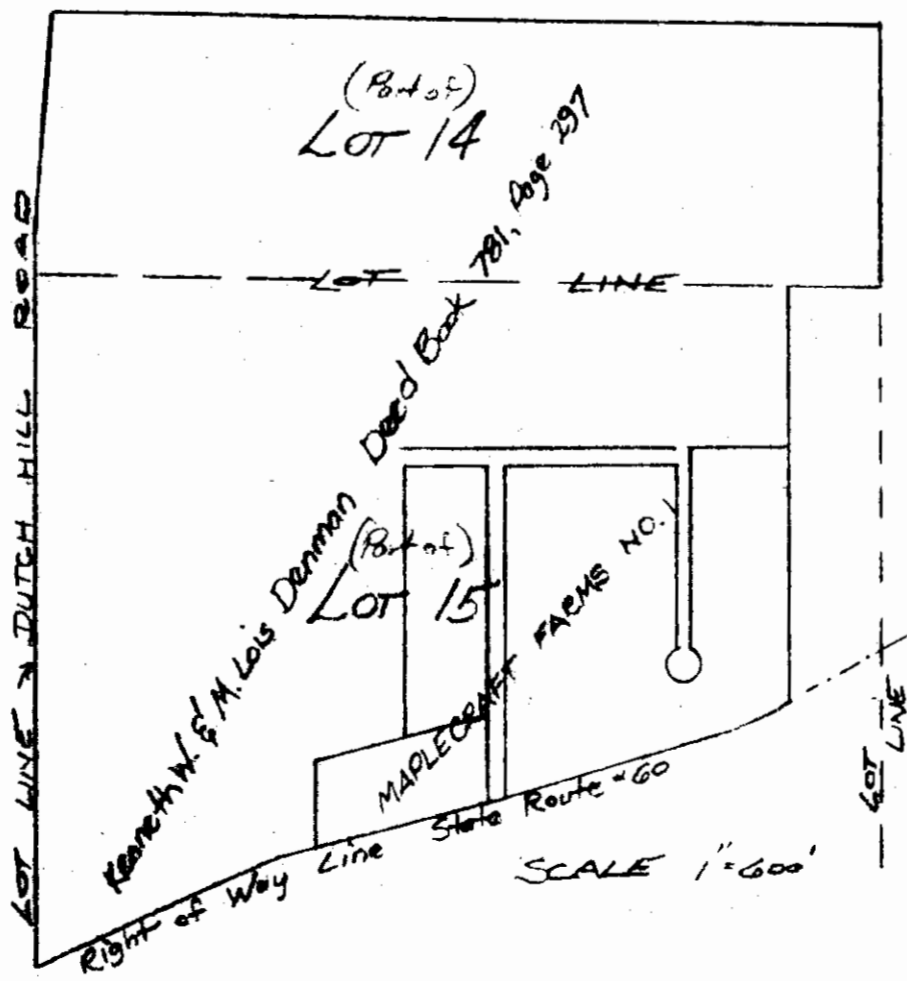 (Part of)
LOT 14
LOT LINE
Kenneth W. & M. Lois Denman Deed Book 781, Page 297
(Part of)
LOT 15
MAPLECRAFT FARMS NO. 1
LOT LINE & DUTCH HILL ROAD
Right of Way Line State Route #60
LOT LINE
SCALE 1"=600'